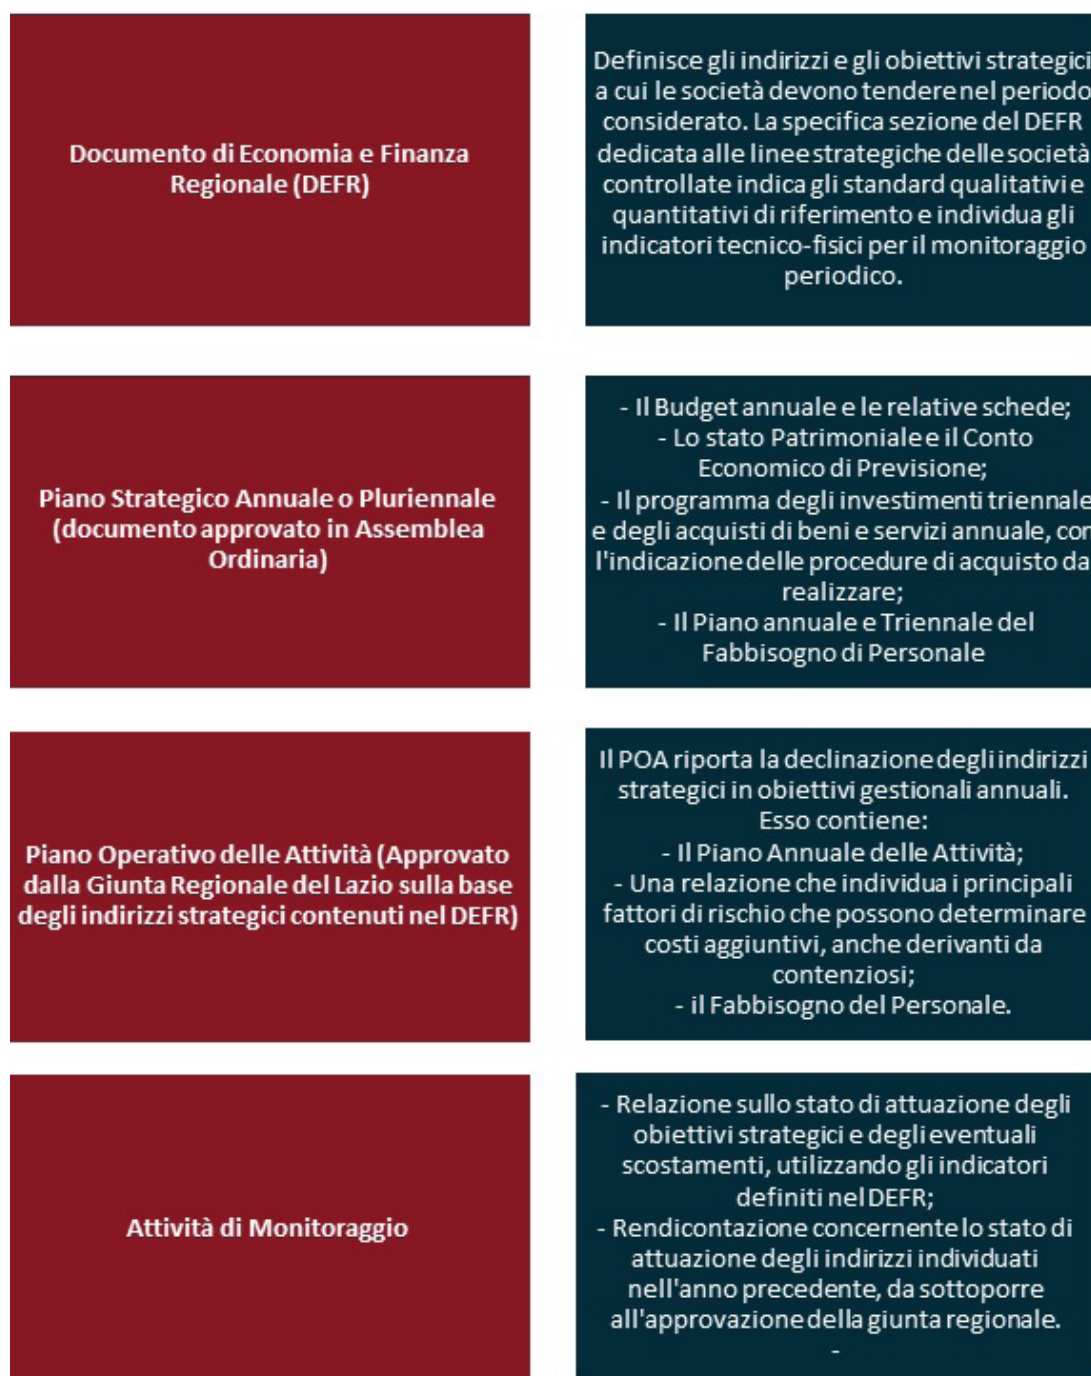 Documento di Economia e Finanza
Regionale (DEFR)
Definisce gli indirizzi e gli obiettivi strategici
a cui le società devono tendere nel periodo
considerato. La specifica sezione del DEFR
dedicata alle linee strategiche delle società
controllate indica gli standard qualitativi e
quantitativi di riferimento e individua gli
indicatori tecnico-fisici per il monitoraggio
periodico.
Piano Strategico Annuale o Pluriennale
(documento approvato in Assemblea
Ordinaria)
- Il Budget annuale e le relative schede;
- Lo stato Patrimoniale e il Conto
Economico di Previsione;
- Il programma degli investimenti triennale
e degli acquisti di beni e servizi annuale, con
l'indicazione delle procedure di acquisto da
realizzare;
- Il Piano annuale e Triennale del
Fabbisogno di Personale
Piano Operativo delle Attività (Approvato
dalla Giunta Regionale del Lazio sulla base
degli indirizzi strategici contenuti nel DEFR)
Il POA riporta la declinazione degli indirizzi
strategici in obiettivi gestionali annuali.
Esso contiene:
- Il Piano Annuale delle Attività;
- Una relazione che individua i principali
fattori di rischio che possono determinare
costi aggiuntivi, anche derivanti da
contenziosi;
- il Fabbisogno del Personale.
Attività di Monitoraggio
- Relazione sullo stato di attuazione degli
obiettivi strategici e degli eventuali
scostamenti, utilizzando gli indicatori
definiti nel DEFR;
- Rendicontazione concernente lo stato di
attuazione degli indirizzi individuati
nell'anno precedente, da sottoporre
all'approvazione della giunta regionale.
-